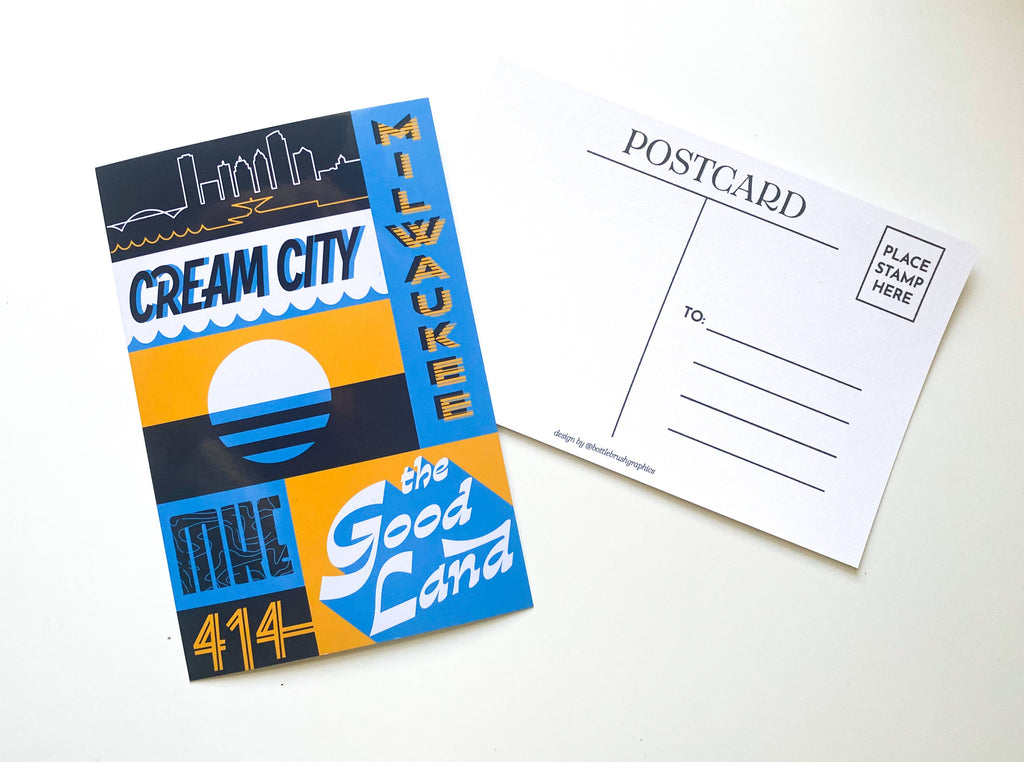 MILWAUKEE
CREAM CITY
MKE
414
the
Good
Land
POSTCARD
PLACE
STAMP
HERE
TO:
design by @bottlebrushgraphics